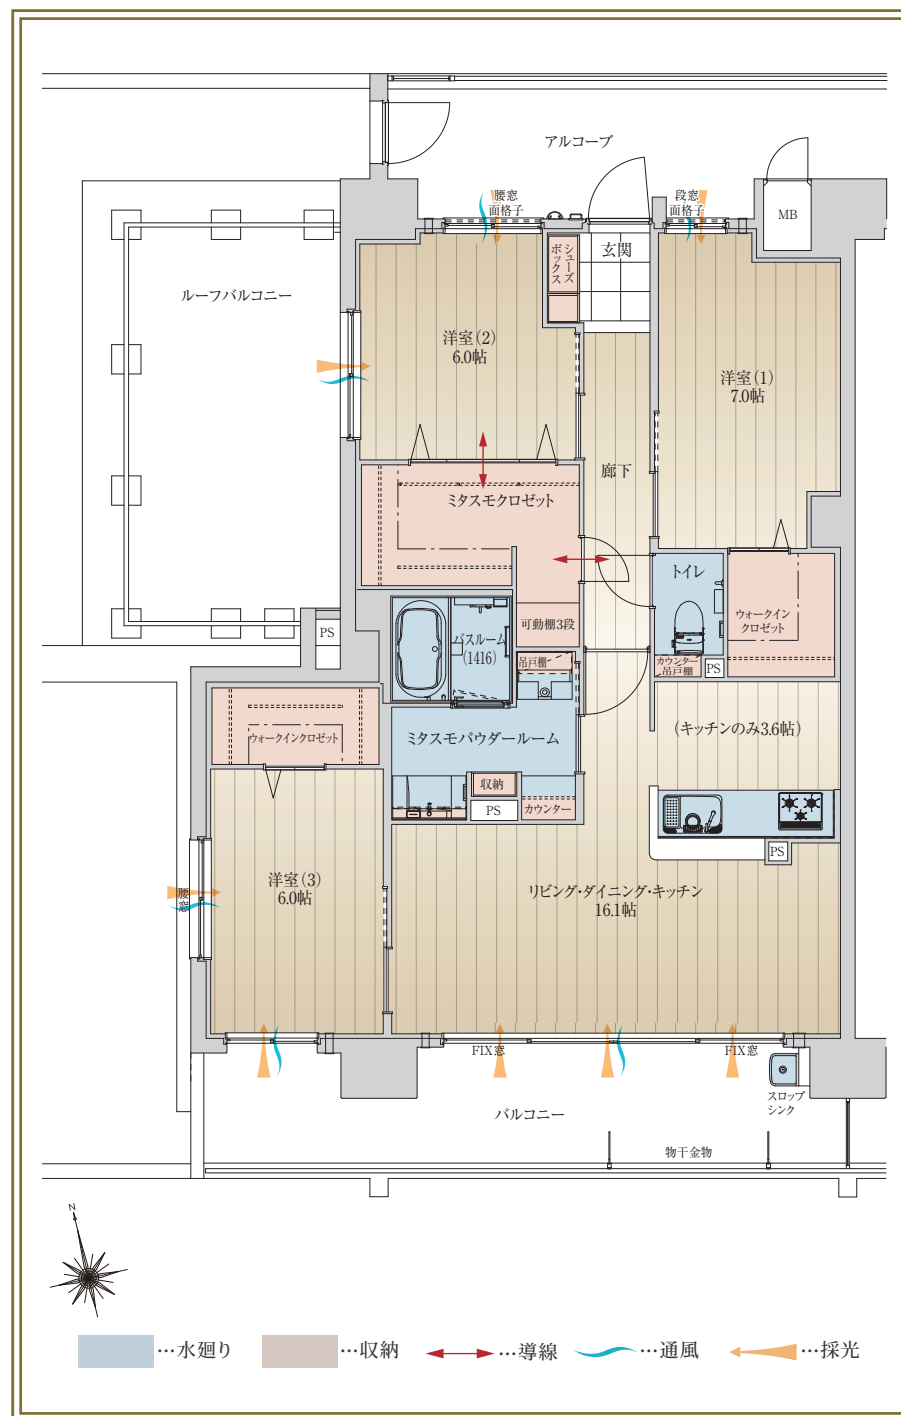 アルコーブ
腰窓
面格子
段窓
面格子
MB
シューズ
ボックス
玄関
ルーフバルコニー
洋室(2)
6.0帖
洋室(1)
7.0帖
廊下
ミタスモクロゼット
トイレ
ウォークイン
クロゼット
可動棚3段
PS
バスルーム
(1416)
吊戸棚
カウンター
吊戸棚
PS
ウォークインクロゼット
ミタスモパウダールーム
(キッチンのみ3.6帖)
収納
PS
カウンター
PS
洋室(3)
6.0帖
腰窓
リビング・ダイニング・キッチン
16.1帖
FIX窓
FIX窓
スロップ
シンク
バルコニー
物干金物
N
…水廻り
…収納
…導線
…通風
…採光